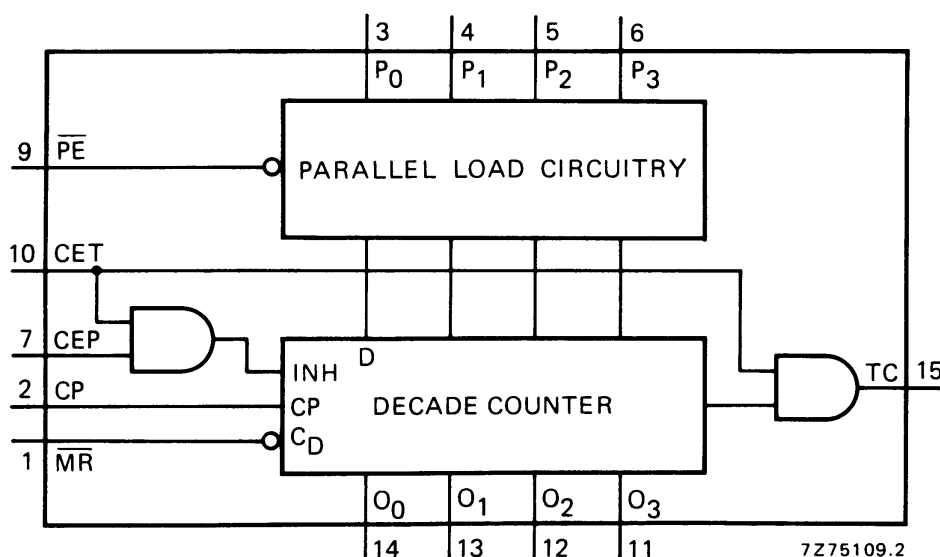 3 4 5 6
P0 P1 P2 P3
9 PE
PARALLEL LOAD CIRCUITRY
10 CET
7 CEP
D
INH
TC 15
2 CP
CP
DECADE COUNTER
CD
1 MR
O0 O1 O2 O3
14 13 12 11
7Z75109.2